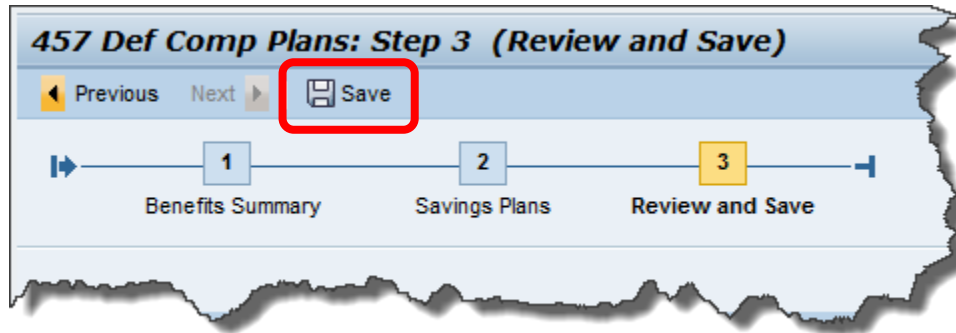 457 Def Comp Plans: Step 3 (Review and Save)
Previous Next Save
1 2 3
Benefits Summary Savings Plans Review and Save